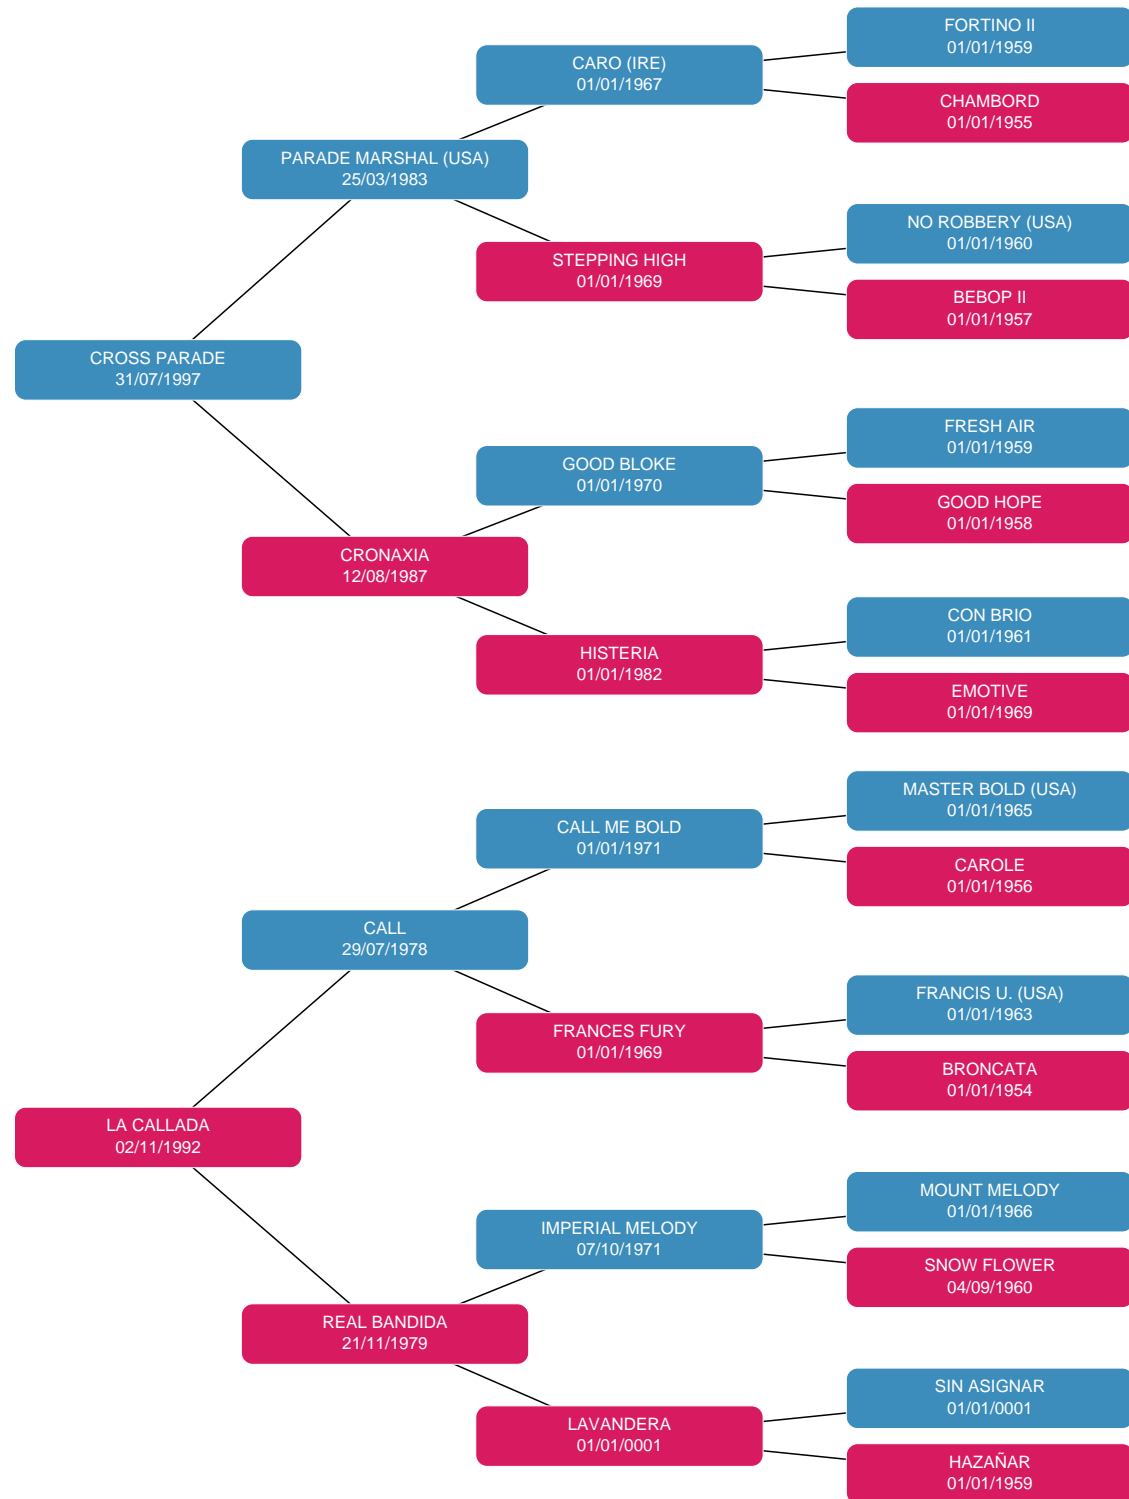 FORTINO II
01/01/1959
CARO (IRE)
01/01/1967
CHAMBORD
01/01/1955
PARADE MARSHAL (USA)
25/03/1983
NO ROBBERY (USA)
01/01/1960
STEPPING HIGH
01/01/1969
BEBOP II
01/01/1957
CROSS PARADE
31/07/1997
FRESH AIR
01/01/1959
GOOD BLOKE
01/01/1970
GOOD HOPE
01/01/1958
CRONAXIA
12/08/1987
CON BRIO
01/01/1961
HISTERIA
01/01/1982
EMOTIVE
01/01/1969
MASTER BOLD (USA)
01/01/1965
CALL ME BOLD
01/01/1971
CAROLE
01/01/1956
CALL
29/07/1978
FRANCIS U. (USA)
01/01/1963
FRANCES FURY
01/01/1969
BRONCATA
01/01/1954
LA CALLADA
02/11/1992
MOUNT MELODY
01/01/1966
IMPERIAL MELODY
07/10/1971
SNOW FLOWER
04/09/1960
REAL BANDIDA
21/11/1979
SIN ASIGNAR
01/01/0001
LAVANDERA
01/01/0001
HAZAÑAR
01/01/1959